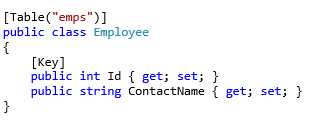 [Table("emps")]
public class Employee
{
    [Key]
    public int Id { get; set; }
    public string ContactName { get; set; }
}